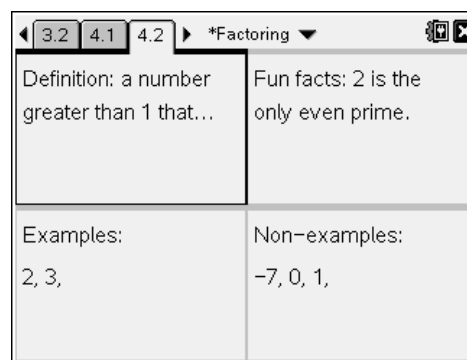 3.2 4.1 4.2 *Factoring
Definition: a number
greater than 1 that...
Fun facts: 2 is the
only even prime.
Examples:
2, 3,
Non-examples:
-7, 0, 1,